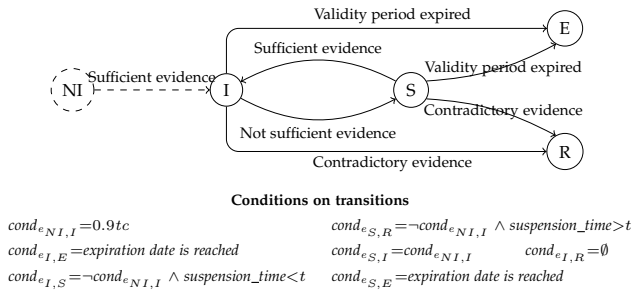 Validity period expired
E
Sufficient evidence
Validity period expired
Sufficient evidence
NI
I
S
Contradictory evidence
Not sufficient evidence
R
Contradictory evidence
Conditions on transitions
cond_{e_{NI,I}}=0.9tc cond_{e_{S,R}}=¬cond_{e_{NI,I}} ∧ suspension_time>t
cond_{e_{I,E}}=expiration date is reached cond_{e_{S,I}}=cond_{e_{NI,I}} cond_{e_{I,R}}=∅
cond_{e_{I,S}}=¬cond_{e_{NI,I}} ∧ suspension_time<t cond_{e_{S,E}}=expiration date is reached